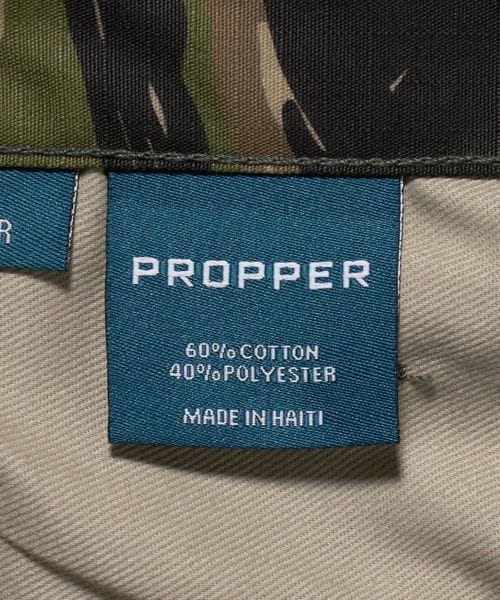 R
PROPPER
60% COTTON
40% POLYESTER
MADE IN HAITI